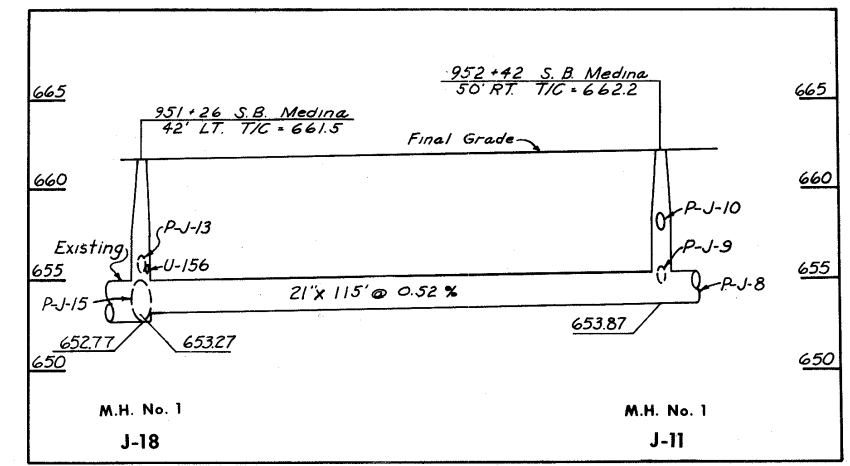 952+42 S.B. Medina
50' RT. T/C = 662.2
665
665
951+26 S.B. Medina
42' LT. T/C = 661.5
Final Grade
660
660
P-J-10
P-J-13
P-J-9
Existing
U-156
655
655
P-J-8
P-J-15
21"x 115' @ 0.52 %
653.87
652.77
653.27
650
650
M.H. No. 1
M.H. No. 1
J-18
J-11